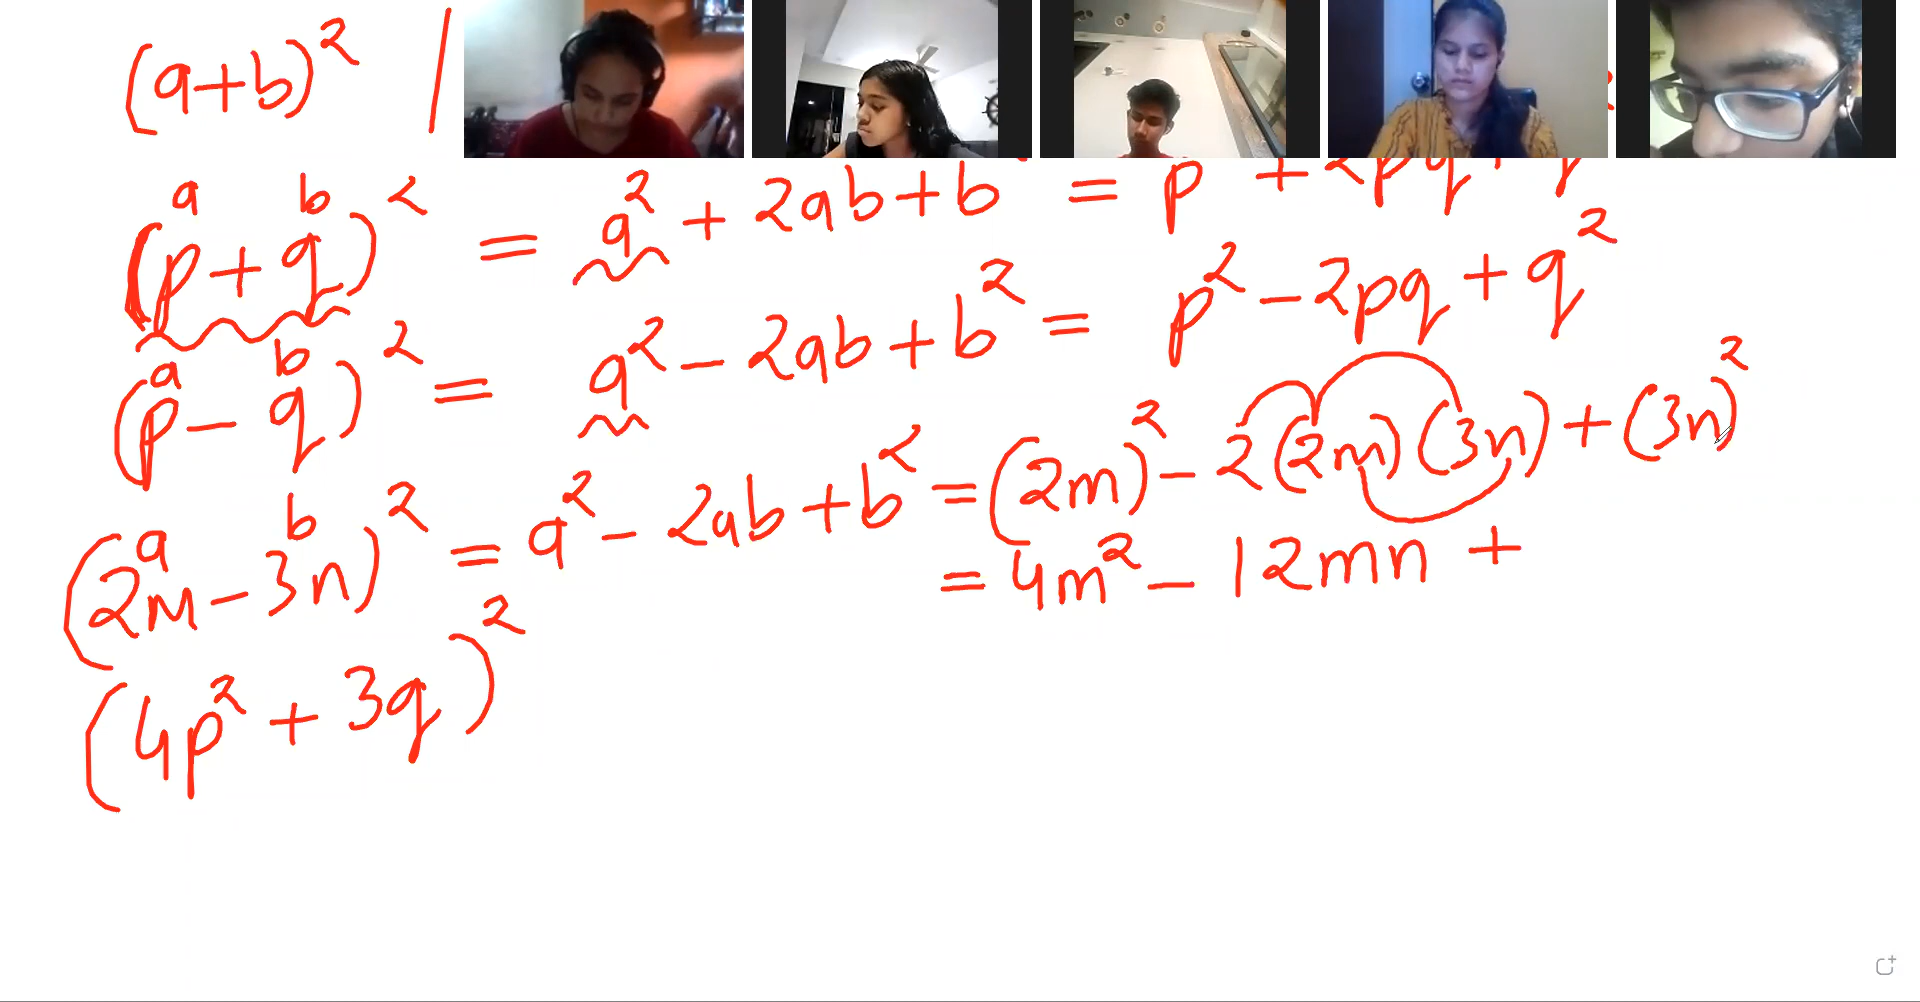 (a+b)² |
a b
(p+q)² = a² + 2ab + b² = p² + 2pq + q²
a b
(p-q)² = a² - 2ab + b² = p² - 2pq + q²
a b
(2m-3n)² = a² - 2ab + b² = (2m)² - 2(2m)(3n) + (3n)²
= 4m² - 12mn +
(4p² + 3q)²